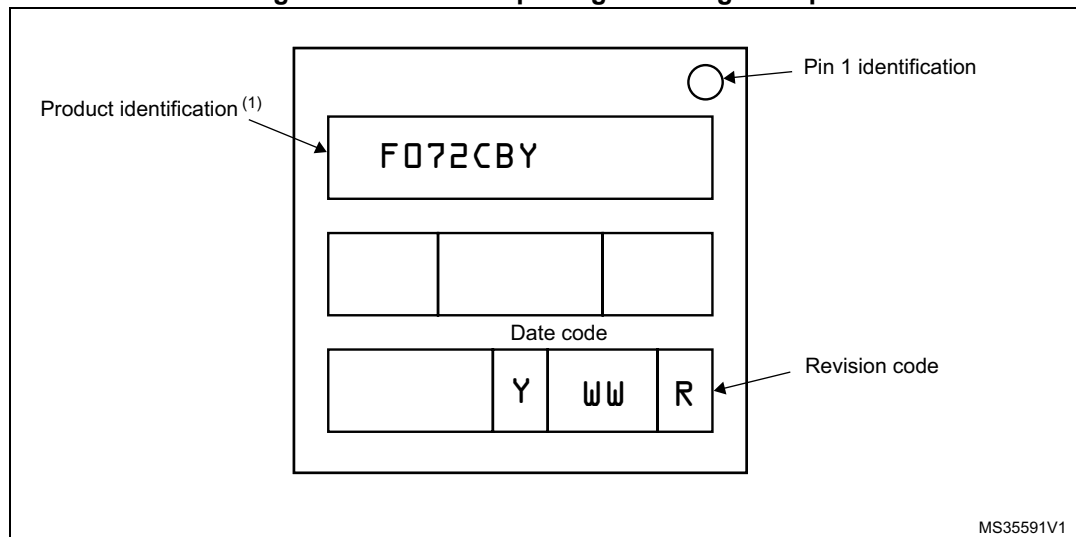 Pin 1 identification
Product identification (1)
F072CBY
Date code
Y WW R
Revision code
MS35591V1